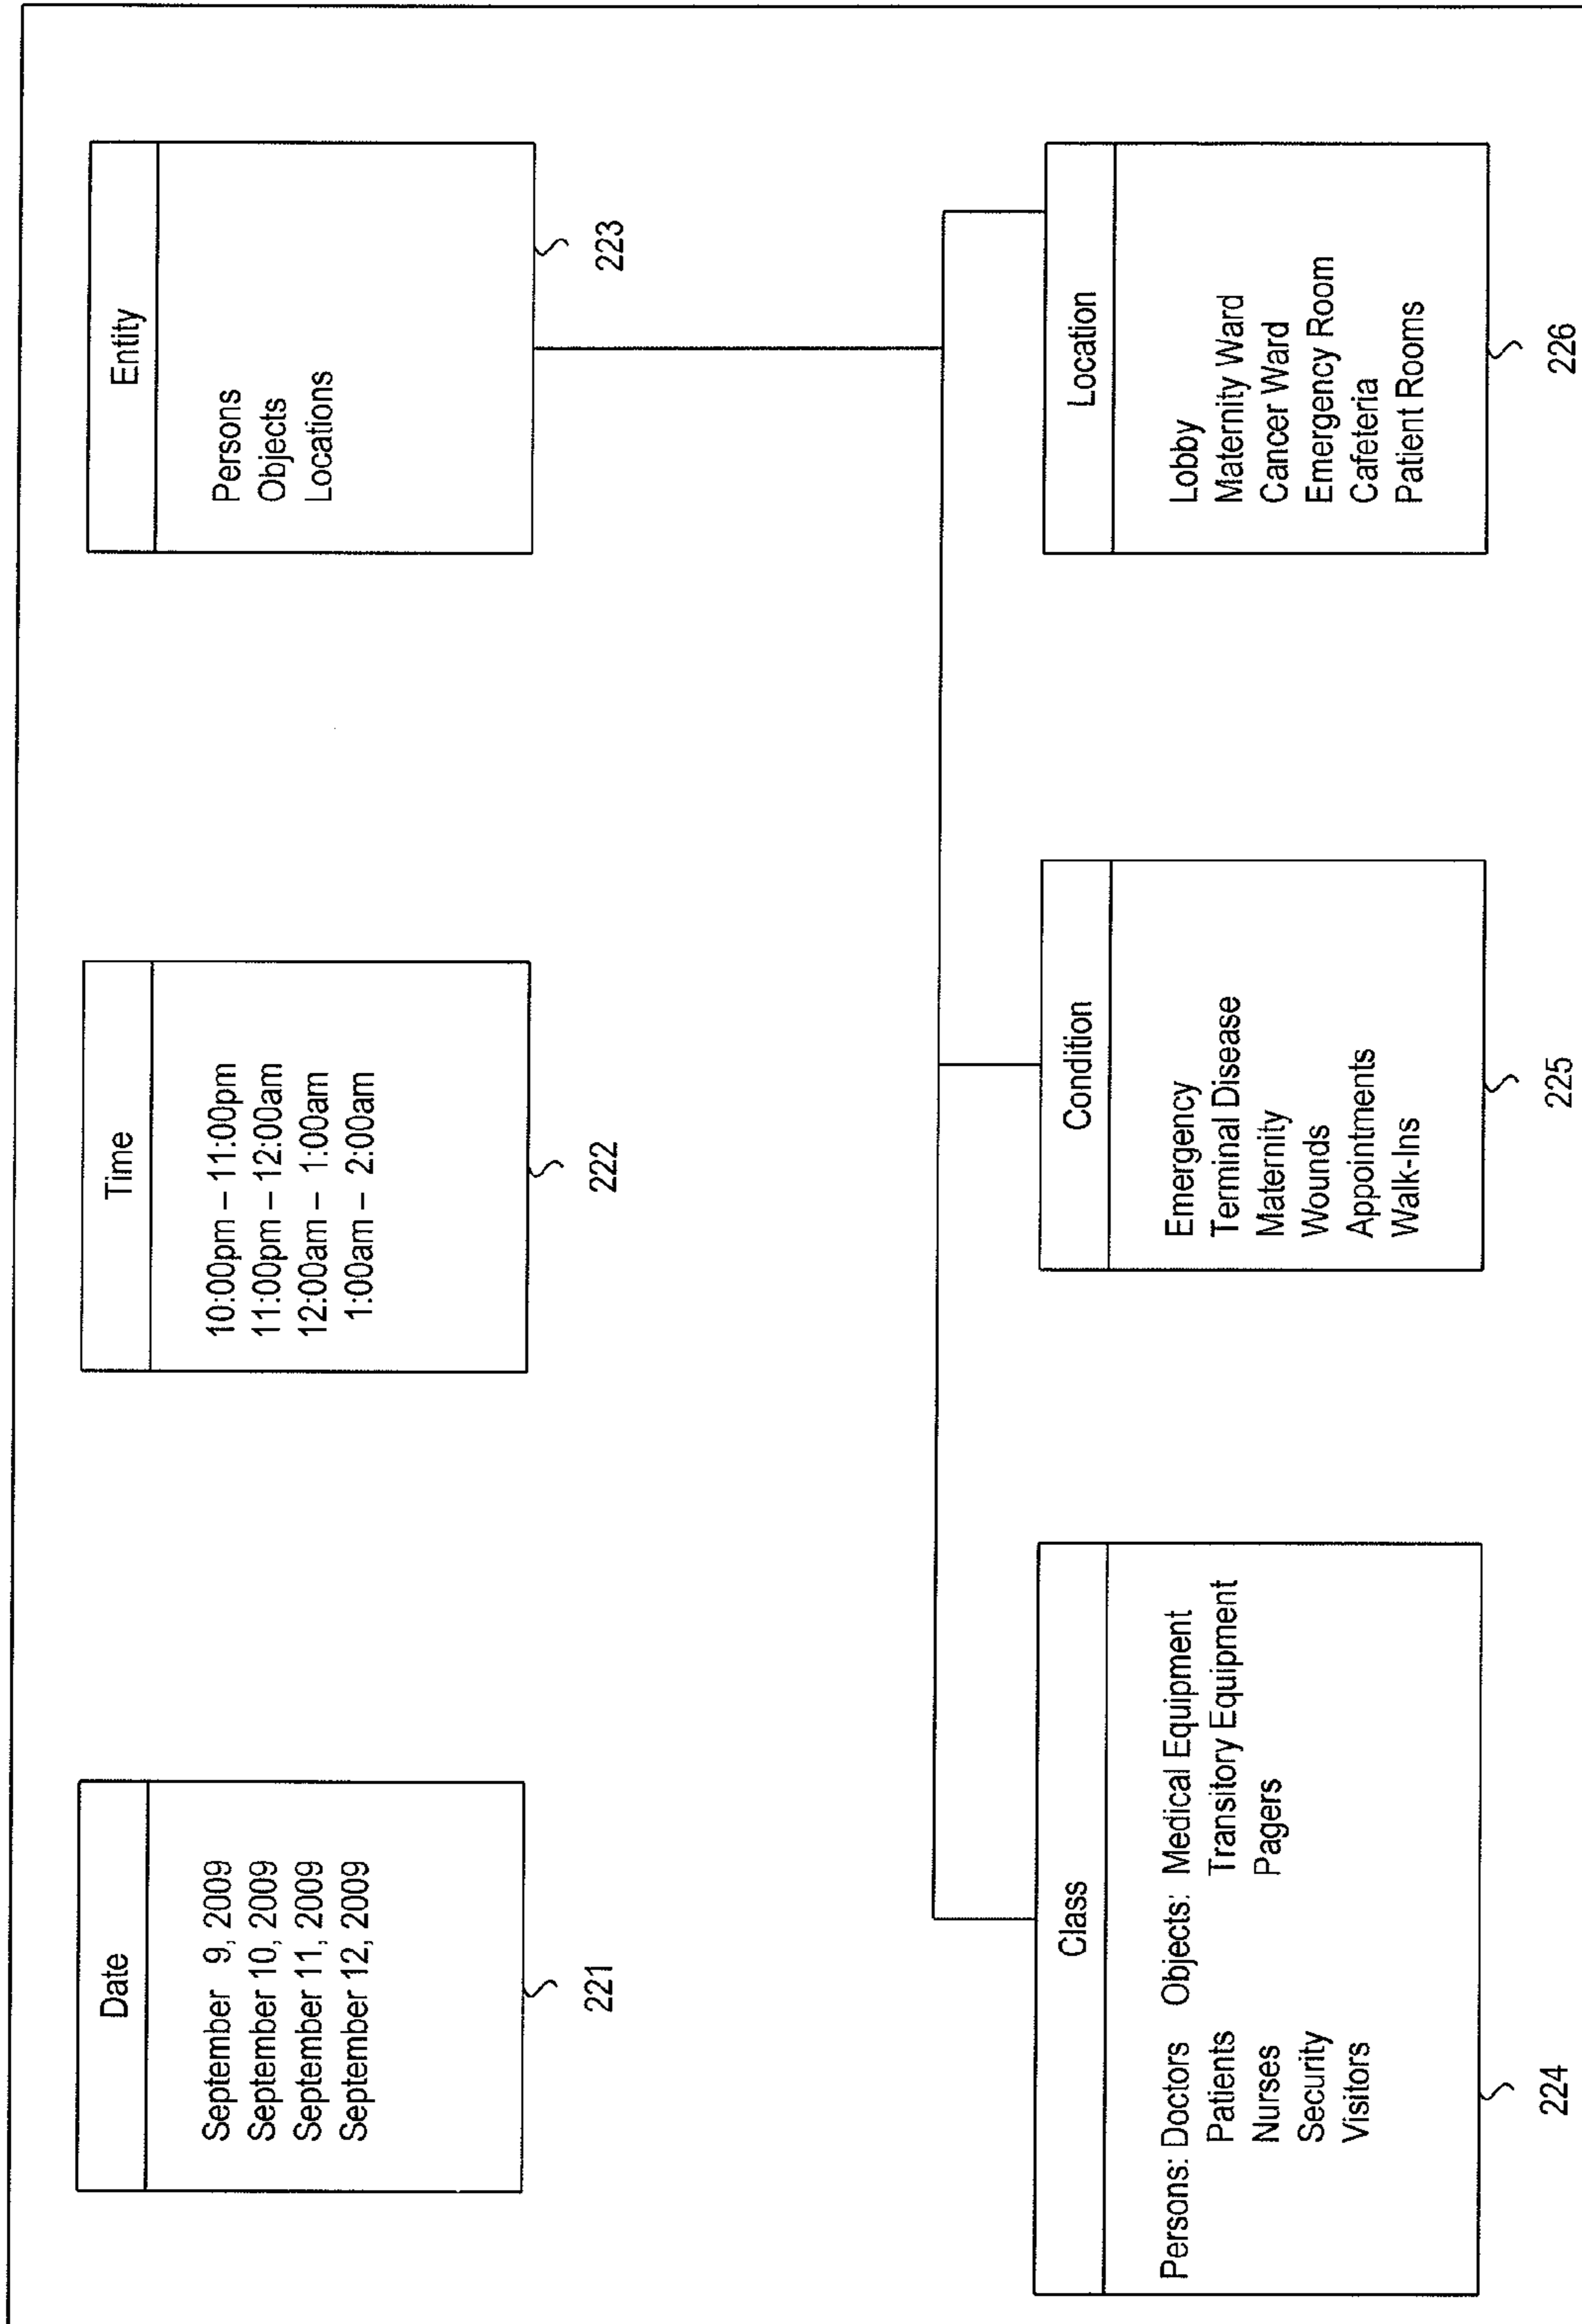 Date
September 9, 2009
September 10, 2009
September 11, 2009
September 12, 2009
221
Time
10:00pm – 11:00pm
11:00pm – 12:00am
12:00am – 1:00am
1:00am – 2:00am
222
Entity
Persons
Objects
Locations
223
Class
Persons: Doctors Objects: Medical Equipment
Patients Transitory Equipment
Nurses Pagers
Security
Visitors
224
Condition
Emergency
Terminal Disease
Maternity
Wounds
Appointments
Walk-Ins
225
Location
Lobby
Maternity Ward
Cancer Ward
Emergency Room
Cafeteria
Patient Rooms
226